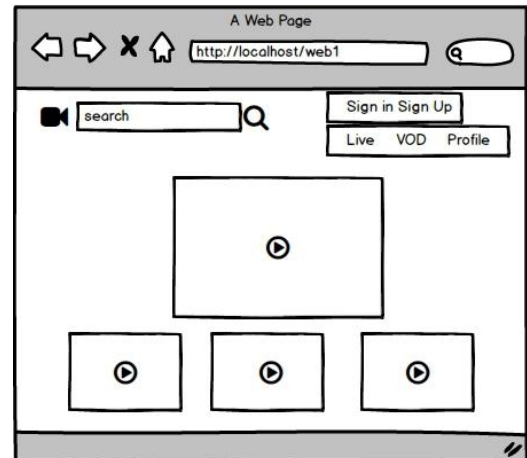 A Web Page
http://localhost/web1
search
Sign in Sign Up
Live VOD Profile